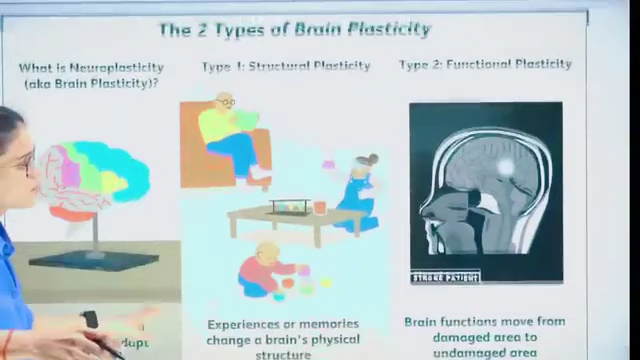 The 2 Types of Brain Plasticity
What is Neuroplasticity
(aka Brain Plasticity)?
Type 1: Structural Plasticity
Type 2: Functional Plasticity
STROKE PATIENT
Experiences or memories
change a brain's physical
structure
Brain functions move from
damaged area to
undamaged area